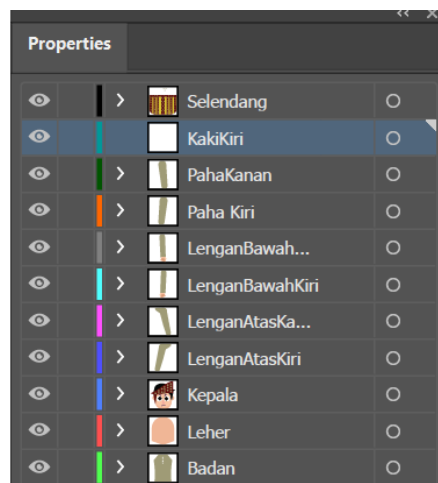 Properties
Selendang
KakiKiri
PahaKanan
Paha Kiri
LenganBawah...
LenganBawahKiri
LenganAtasKa...
LenganAtasKiri
Kepala
Leher
Badan